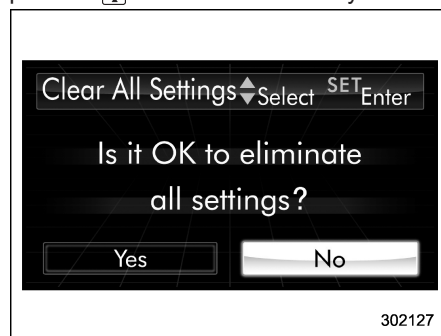 Clear All Settings Select SET Enter
Is it OK to eliminate
all settings?
Yes No
302127